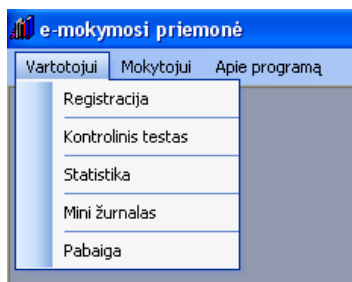 e-mokymosi priemonė
Vartotojui Mokytojui Apie programą
Registracija
Kontrolinis testas
Statistika
Mini žurnalas
Pabaiga